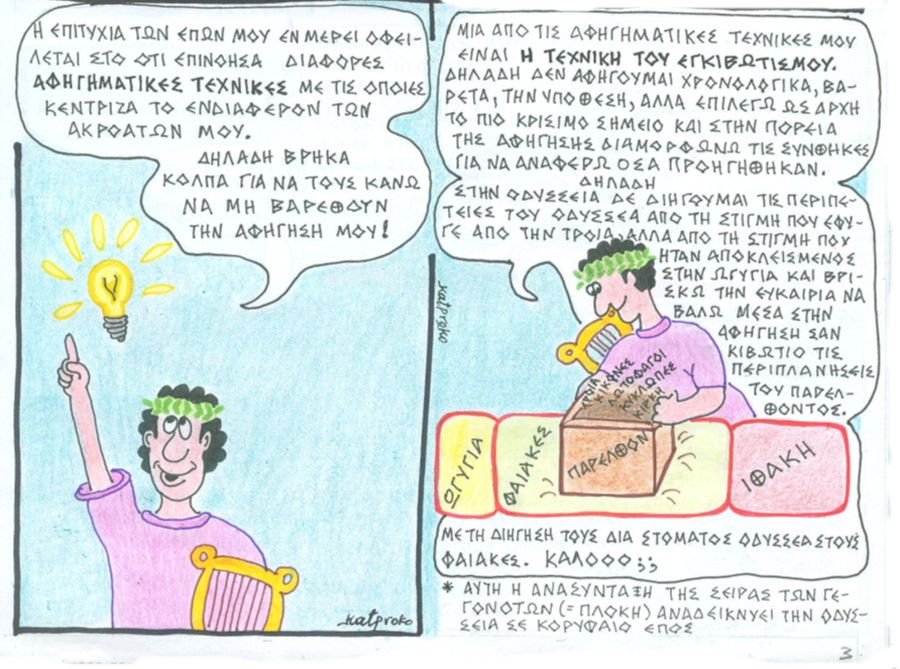 Η ΕΠΙΤΥΧΙΑ ΤΩΝ ΕΠΩΝ ΜΟΥ ΕΝ ΜΕΡΕΙ ΟΦΕΙ-
ΛΕΤΑΙ ΣΤΟ ΟΤΙ ΕΠΙΝΟΗΣΑ ΔΙΑΦΟΡΕΣ
ΑΦΗΓΗΜΑΤΙΚΕΣ ΤΕΧΝΙΚΕΣ ΜΕ ΤΙΣ ΟΠΟΙΕΣ
ΚΕΝΤΡΙΖΑ ΤΟ ΕΝΔΙΑΦΕΡΟΝ ΤΩΝ
ΑΚΡΟΑΤΩΝ ΜΟΥ.
ΔΗΛΑΔΗ ΒΡΗΚΑ
ΚΟΛΠΑ ΓΙΑ ΝΑ ΤΟΥΣ ΚΑΝΩ
ΝΑ ΜΗ ΒΑΡΕΘΟΥΝ
ΤΗΝ ΑΦΗΓΗΣΗ ΜΟΥ!
katproko
ΜΙΑ ΑΠΟ ΤΙΣ ΑΦΗΓΗΜΑΤΙΚΕΣ ΤΕΧΝΙΚΕΣ ΜΟΥ
ΕΙΝΑΙ Η ΤΕΧΝΙΚΗ ΤΟΥ ΕΓΚΙΒΩΤΙΣΜΟΥ.
ΔΗΛΑΔΗ ΔΕΝ ΑΦΗΓΟΥΜΑΙ ΧΡΟΝΟΛΟΓΙΚΑ, ΒΑ-
ΡΕΤΑ, ΤΗΝ ΥΠΟΘΕΣΗ, ΑΛΛΑ ΕΠΙΛΕΓΩ ΩΣ ΑΡΧΗ
ΤΟ ΠΙΟ ΚΡΙΣΙΜΟ ΣΗΜΕΙΟ ΚΑΙ ΣΤΗΝ ΠΟΡΕΙΑ
ΤΗΣ ΑΦΗΓΗΣΗΣ ΔΙΑΜΟΡΦΩΝΩ ΤΙΣ ΣΥΝΘΗΚΕΣ
ΓΙΑ ΝΑ ΑΝΑΦΕΡΩ ΟΣΑ ΠΡΟΗΓΗΘΗΚΑΝ.
ΔΗΛΑΔΗ
ΣΤΗΝ ΟΔΥΣΣΕΙΑ ΔΕ ΔΙΗΓΟΥΜΑΙ ΤΙΣ ΠΕΡΙΠΕ-
ΤΕΙΕΣ ΤΟΥ ΟΔΥΣΣΕΑ ΑΠΟ ΤΗ ΣΤΙΓΜΗ ΠΟΥ ΕΦΥ-
ΓΕ ΑΠΟ ΤΗΝ ΤΡΟΙΑ, ΑΛΛΑ ΑΠΟ ΤΗ ΣΤΙΓΜΗ ΠΟΥ
ΗΤΑΝ ΑΠΟΚΛΕΙΣΜΕΝΟΣ
ΣΤΗΝ ΩΓΥΓΙΑ ΚΑΙ ΒΡΙ-
ΣΚΩ ΤΗΝ ΕΥΚΑΙΡΙΑ ΝΑ
ΒΑΛΩ ΜΕΣΑ ΣΤΗΝ
ΑΦΗΓΗΣΗ ΣΑΝ
ΚΙΒΩΤΙΟ ΤΙΣ
ΠΕΡΙΠΛΑΝΗΣΕΙΣ
ΤΟΥ ΠΑΡΕΛ-
ΘΟΝΤΟΣ.
katproko
ΤΡΟΙΑ
ΚΙΚΟΝΕΣ
ΛΩΤΟΦΑΓΟΙ
ΚΥΚΛΩΠΕΣ
ΚΙΡΚΗ
ΩΓΥΓΙΑ
ΦΑΙΑΚΕΣ
ΠΑΡΕΛΘΟΝ
ΙΘΑΚΗ
ΜΕ ΤΗ ΔΙΗΓΗΣΗ ΤΟΥΣ ΔΙΑ ΣΤΟΜΑΤΟΣ ΟΔΥΣΣΕΑ ΣΤΟΥΣ
ΦΑΙΑΚΕΣ. ΚΑΛΟΟΟ;;
* ΑΥΤΗ Η ΑΝΑΣΥΝΤΑΞΗ ΤΗΣ ΣΕΙΡΑΣ ΤΩΝ ΓΕ-
ΓΟΝΟΤΩΝ (= ΠΛΟΚΗ) ΑΝΑΔΕΙΚΝΥΕΙ ΤΗΝ ΟΔΥΣ-
ΣΕΙΑ ΣΕ ΚΟΡΥΦΑΙΟ ΕΠΟΣ
3